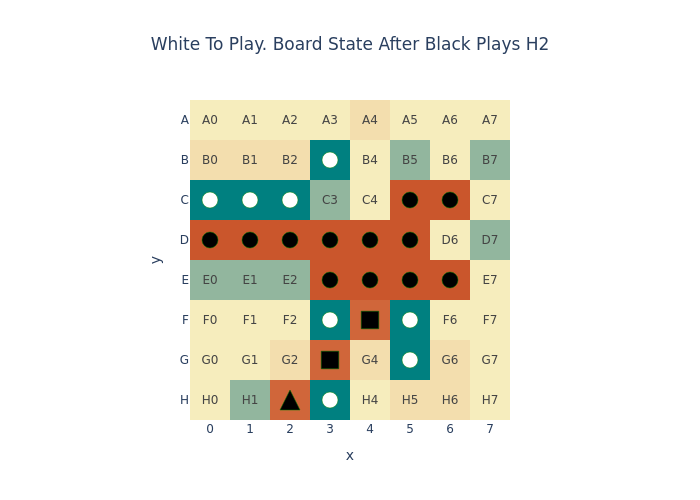 White To Play. Board State After Black Plays H2
A A0 A1 A2 A3 A4 A5 A6 A7
B B0 B1 B2 B4 B5 B6 B7
C C3 C4 C7
D D6 D7
E E0 E1 E2 E7
F F0 F1 F2 F6 F7
G G0 G1 G2 G4 G6 G7
H H0 H1 H4 H5 H6 H7
0 1 2 3 4 5 6 7
x
y